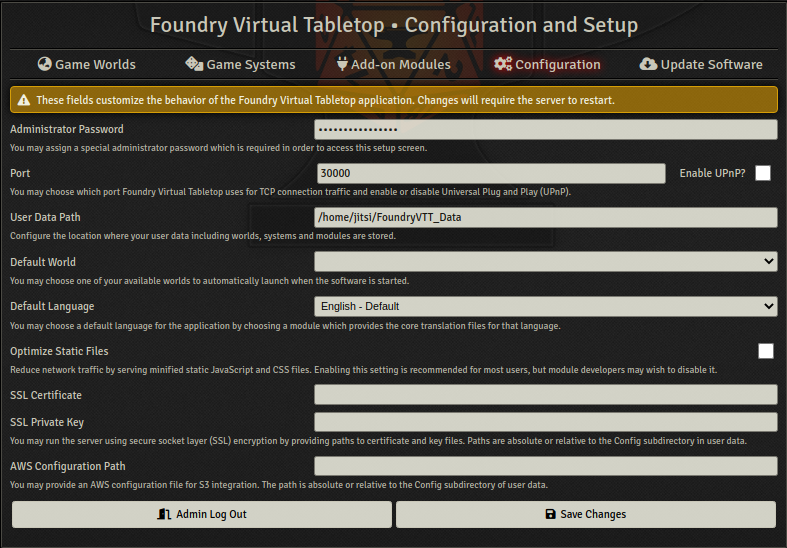 Foundry Virtual Tabletop • Configuration and Setup
Game Worlds Game Systems Add-on Modules Configuration Update Software
These fields customize the behavior of the Foundry Virtual Tabletop application. Changes will require the server to restart.
Administrator Password ••••••••••••••••
You may assign a special administrator password which is required in order to access this setup screen.
Port 30000 Enable UPnP?
You may choose which port Foundry Virtual Tabletop uses for TCP connection traffic and enable or disable Universal Plug and Play (UPnP).
User Data Path /home/jitsi/FoundryVTT_Data
Configure the location where your user data including worlds, systems and modules are stored.
Default World
You may choose one of your available worlds to automatically launch when the software is started.
Default Language English - Default
You may choose a default language for the application by choosing a module which provides the core translation files for that language.
Optimize Static Files
Reduce network traffic by serving minified static JavaScript and CSS files. Enabling this setting is recommended for most users, but module developers may wish to disable it.
SSL Certificate
SSL Private Key
You may run the server using secure socket layer (SSL) encryption by providing paths to certificate and key files. Paths are absolute or relative to the Config subdirectory in user data.
AWS Configuration Path
You may provide an AWS configuration file for S3 integration. The path is absolute or relative to the Config subdirectory of user data.
Admin Log Out Save Changes